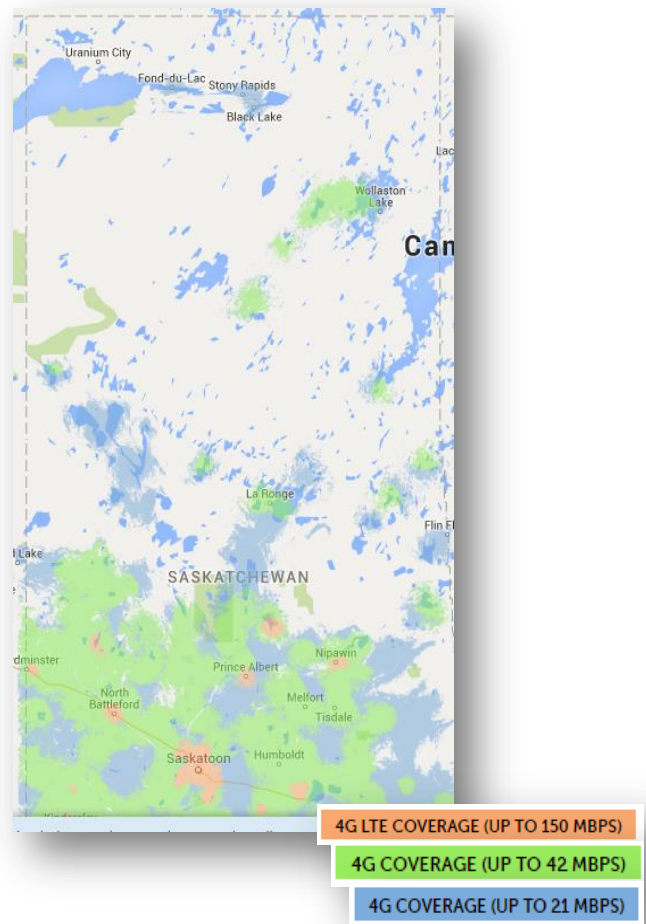 Uranium City
Fond-du-Lac
Stony Rapids
Black Lake
Lac
Wollaston
Lake
Can
La Ronge
Flin Fl
Lake
SASKATCHEWAN
dminster
Nipawin
Prince Albert
North
Battleford
Melfort
Tisdale
Saskatoon
Humboldt
Kindersley
4G LTE COVERAGE (UP TO 150 MBPS)
4G COVERAGE (UP TO 42 MBPS)
4G COVERAGE (UP TO 21 MBPS)